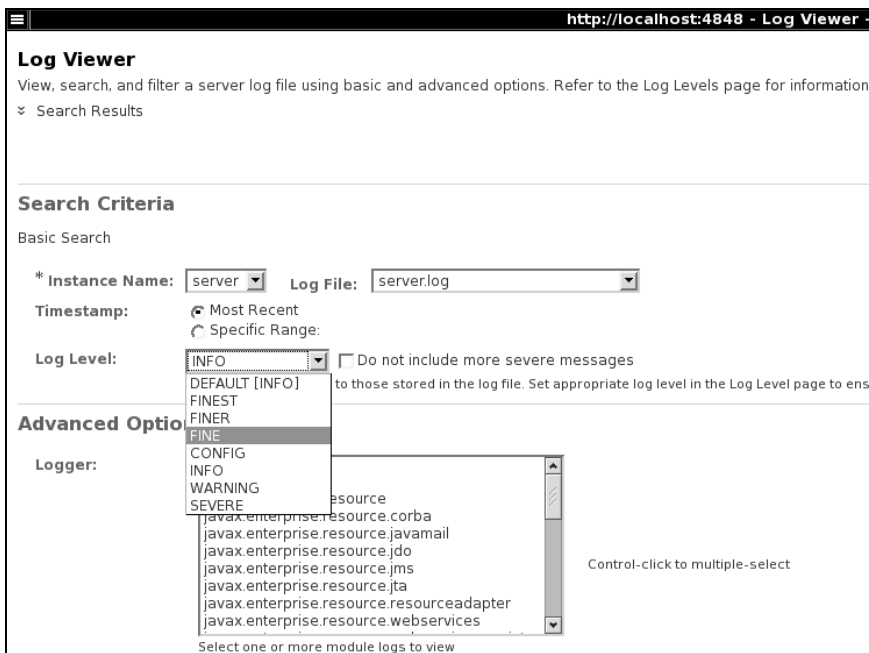 http://localhost:4848 - Log Viewer -
Log Viewer
View, search, and filter a server log file using basic and advanced options. Refer to the Log Levels page for information
Search Results
Search Criteria
Basic Search
* Instance Name: server Log File: server.log
Timestamp: Most Recent
Specific Range:
Log Level: INFO Do not include more severe messages
DEFAULT [INFO] to those stored in the log file. Set appropriate log level in the Log Level page to ens
FINEST
FINER
Advanced Optio
FINE
CONFIG
Logger:
INFO
WARNING
SEVERE esource
javax.enterprise.resource.corba
javax.enterprise.resource.javamail
javax.enterprise.resource.jdo
javax.enterprise.resource.jms Control-click to multiple-select
javax.enterprise.resource.jta
javax.enterprise.resource.resourceadapter
javax.enterprise.resource.webservices
Select one or more module logs to view